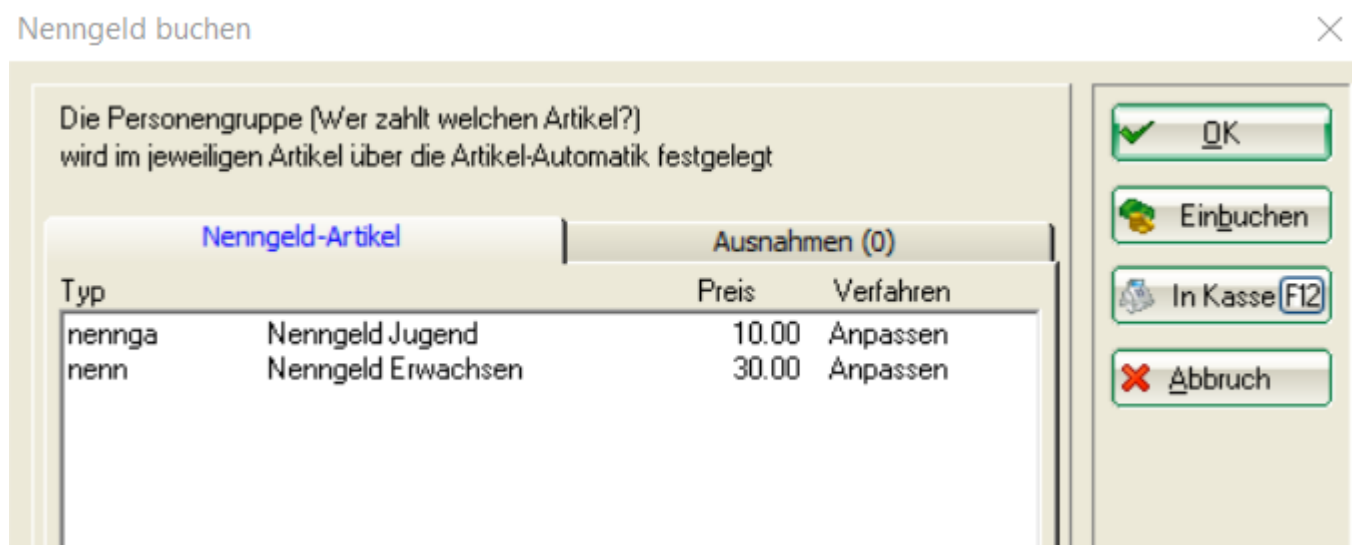 Nenngeld buchen
Die Personengruppe (Wer zahlt welchen Artikel?)
wird im jeweiligen Artikel über die Artikel-Automatik festgelegt
Nenngeld-Artikel Ausnahmen (0)
Typ Preis Verfahren
nennga Nenngeld Jugend 10.00 Anpassen
nenn Nenngeld Erwachsen 30.00 Anpassen
OK
Einbuchen
In Kasse F12
Abbruch